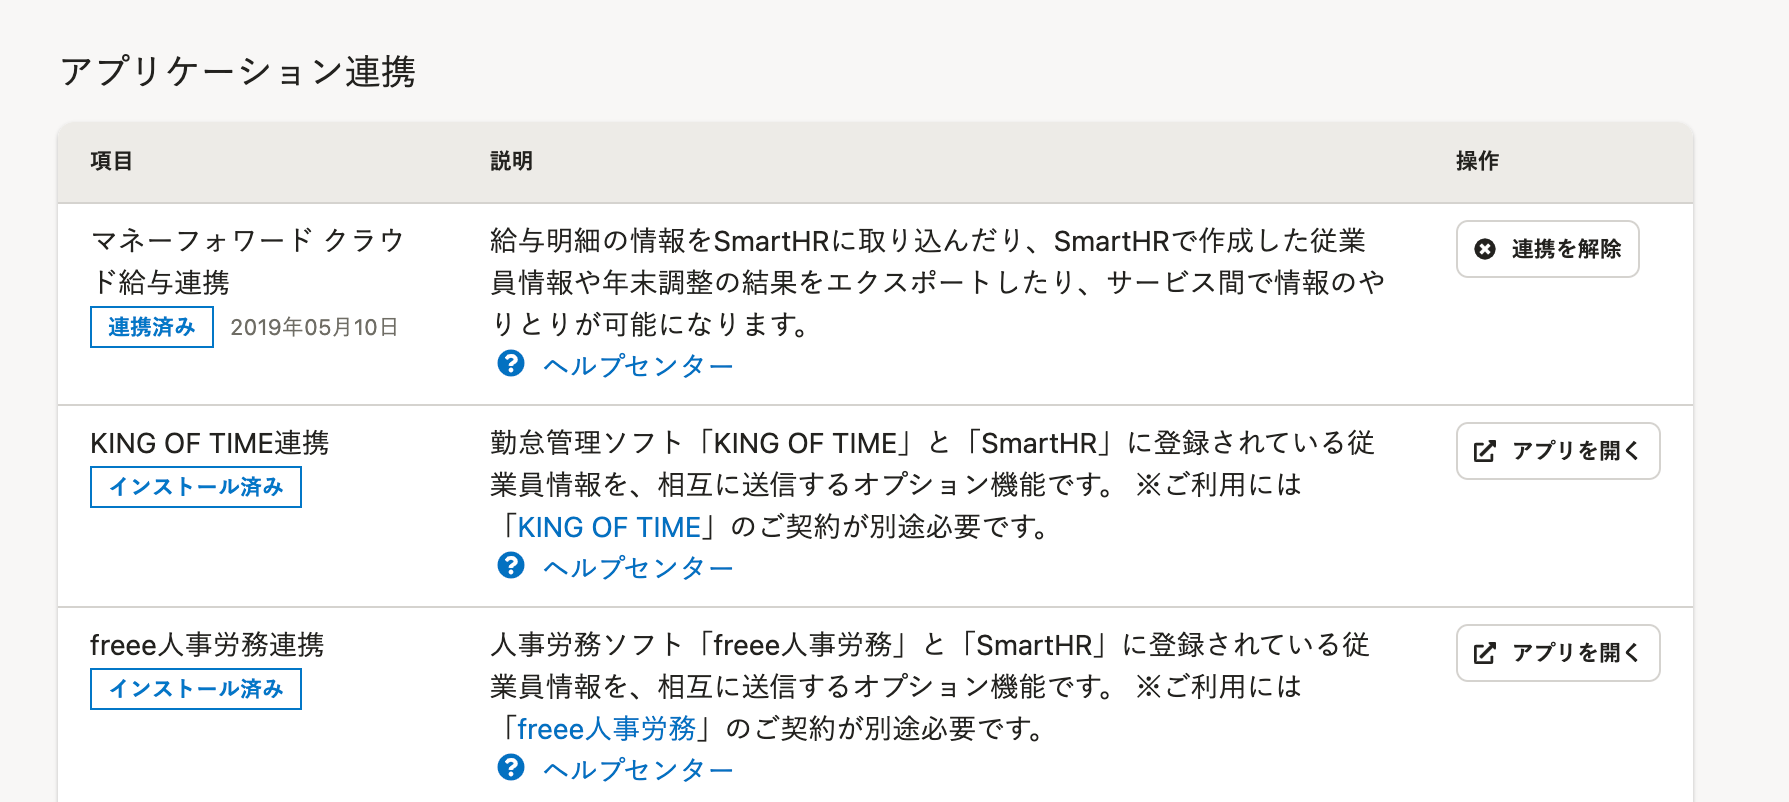 アプリケーション連携
項目 説明 操作
マネーフォワード クラウ
ド給与連携
連携済み 2019年05月10日
給与明細の情報をSmartHRに取り込んだり、SmartHRで作成した従業
員情報や年末調整の結果をエクスポートしたり、サービス間で情報のや
りとりが可能になります。
ヘルプセンター
連携を解除
KING OF TIME連携
インストール済み
勤怠管理ソフト「KING OF TIME」と「SmartHR」に登録されている従
業員情報を、相互に送信するオプション機能です。 ※ご利用には
「KING OF TIME」のご契約が別途必要です。
ヘルプセンター
アプリを開く
freee人事労務連携
インストール済み
人事労務ソフト「freee人事労務」と「SmartHR」に登録されている従
業員情報を、相互に送信するオプション機能です。 ※ご利用には
「freee人事労務」のご契約が別途必要です。
ヘルプセンター
アプリを開く